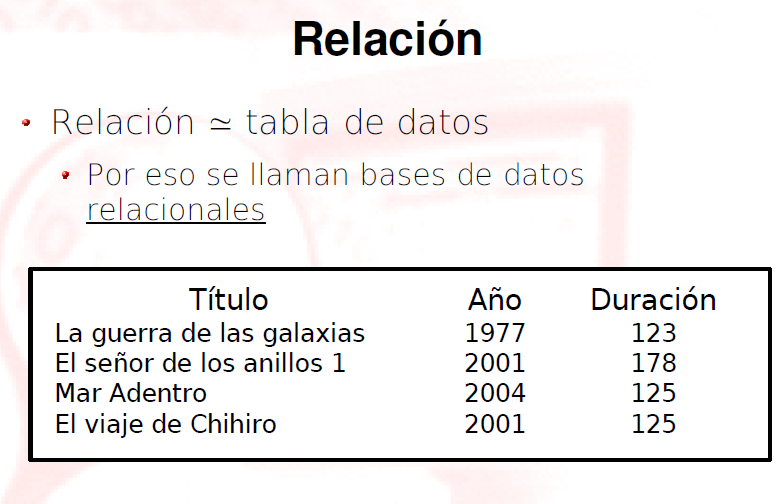 Relación
Relación ≃ tabla de datos
Por eso se llaman bases de datos
relacionales
Título Año Duración
La guerra de las galaxias 1977 123
El señor de los anillos 1 2001 178
Mar Adentro 2004 125
El viaje de Chihiro 2001 125